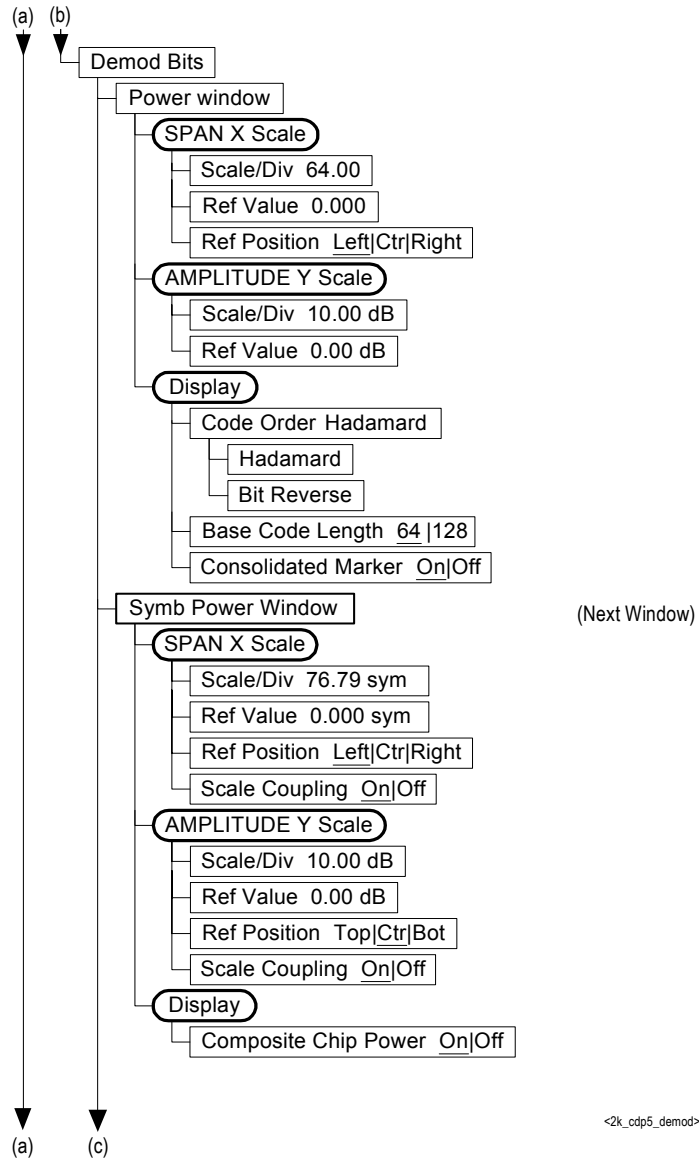 (a) (b)
Demod Bits
Power window
SPAN X Scale
Scale/Div 64.00
Ref Value 0.000
Ref Position Left|Ctr|Right
AMPLITUDE Y Scale
Scale/Div 10.00 dB
Ref Value 0.00 dB
Display
Code Order Hadamard
Hadamard
Bit Reverse
Base Code Length 64 |128
Consolidated Marker On|Off
Symb Power Window (Next Window)
SPAN X Scale
Scale/Div 76.79 sym
Ref Value 0.000 sym
Ref Position Left|Ctr|Right
Scale Coupling On|Off
AMPLITUDE Y Scale
Scale/Div 10.00 dB
Ref Value 0.00 dB
Ref Position Top|Ctr|Bot
Scale Coupling On|Off
Display
Composite Chip Power On|Off
<2k_cdp5_demod>
(a) (c)